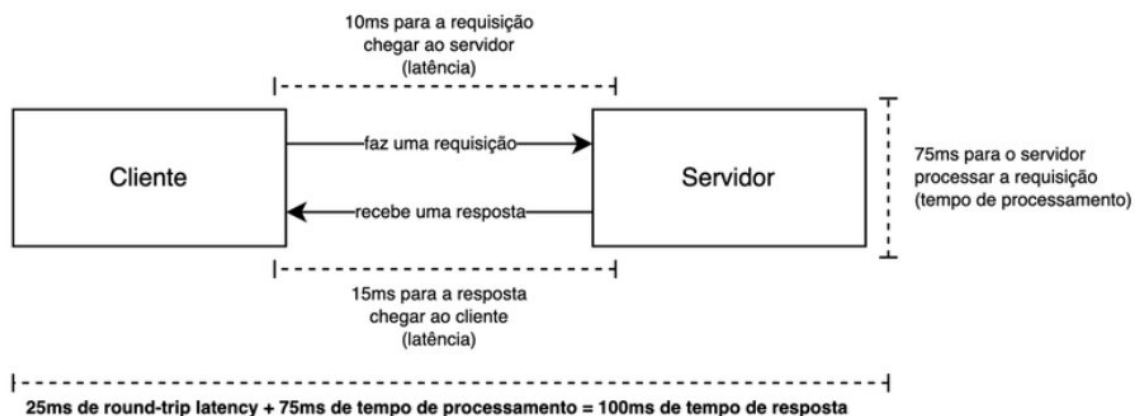 10ms para a requisição
chegar ao servidor
(latência)
Cliente
faz uma requisição
recebe uma resposta
Servidor
75ms para o servidor
processar a requisição
(tempo de processamento)
15ms para a resposta
chegar ao cliente
(latência)
25ms de round-trip latency + 75ms de tempo de processamento = 100ms de tempo de resposta